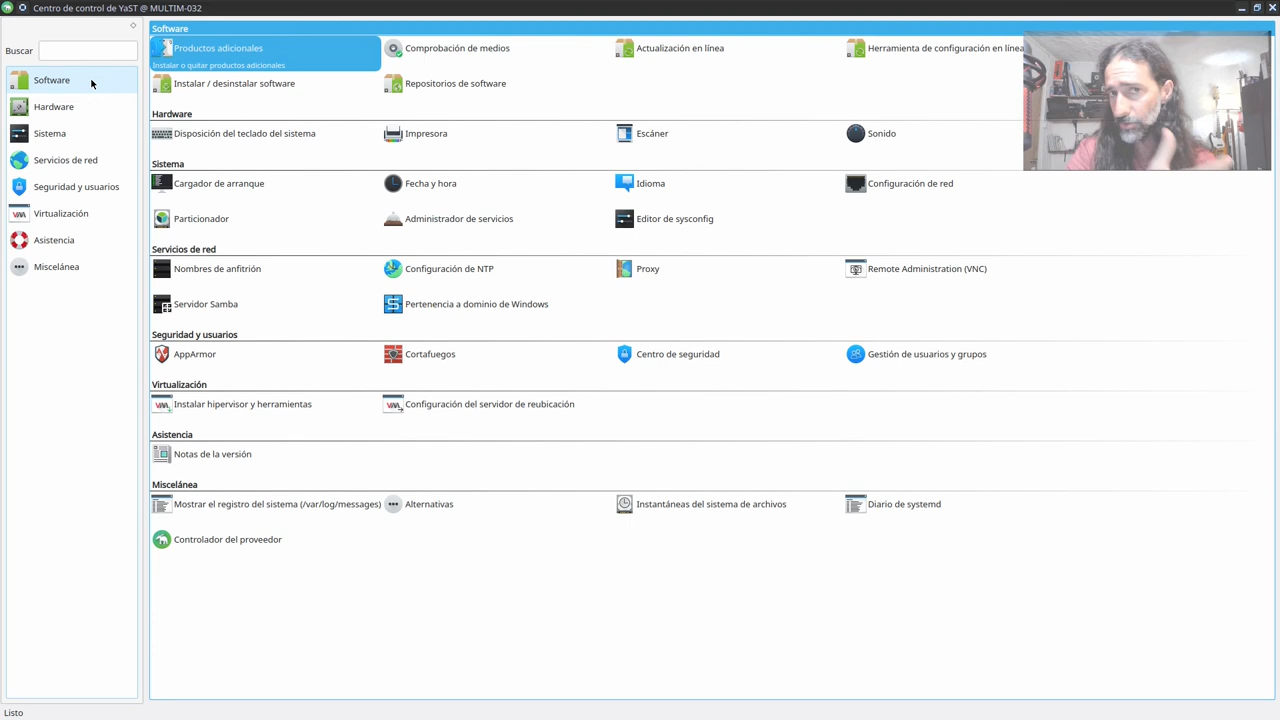 Centro de control de YaST @ MULTIM-032
Buscar
Software
Hardware
Sistema
Servicios de red
Seguridad y usuarios
Virtualización
Asistencia
Miscelánea
Software
Productos adicionales
Instalar o quitar productos adicionales
Comprobación de medios
Actualización en línea
Herramienta de configuración en línea
Instalar / desinstalar software
Repositorios de software
Hardware
Disposición del teclado del sistema
Impresora
Escáner
Sonido
Sistema
Cargador de arranque
Fecha y hora
Idioma
Configuración de red
Particionador
Administrador de servicios
Editor de sysconfig
Servicios de red
Nombres de anfitrión
Configuración de NTP
Proxy
Remote Administration (VNC)
Servidor Samba
Pertenencia a dominio de Windows
Seguridad y usuarios
AppArmor
Cortafuegos
Centro de seguridad
Gestión de usuarios y grupos
Virtualización
Instalar hipervisor y herramientas
Configuración del servidor de reubicación
Asistencia
Notas de la versión
Miscelánea
Mostrar el registro del sistema (/var/log/messages)
Alternativas
Instantáneas del sistema de archivos
Diario de systemd
Controlador del proveedor
Listo